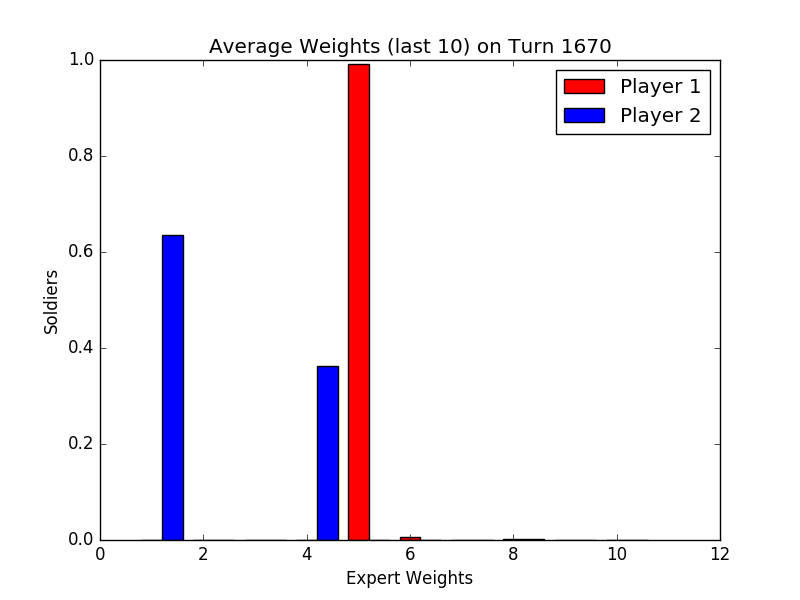 Average Weights (last 10) on Turn 1670
1.0
0.8
0.6
0.4
0.2
0.0
Soldiers
Player 1
Player 2
0 2 4 6 8 10 12
Expert Weights